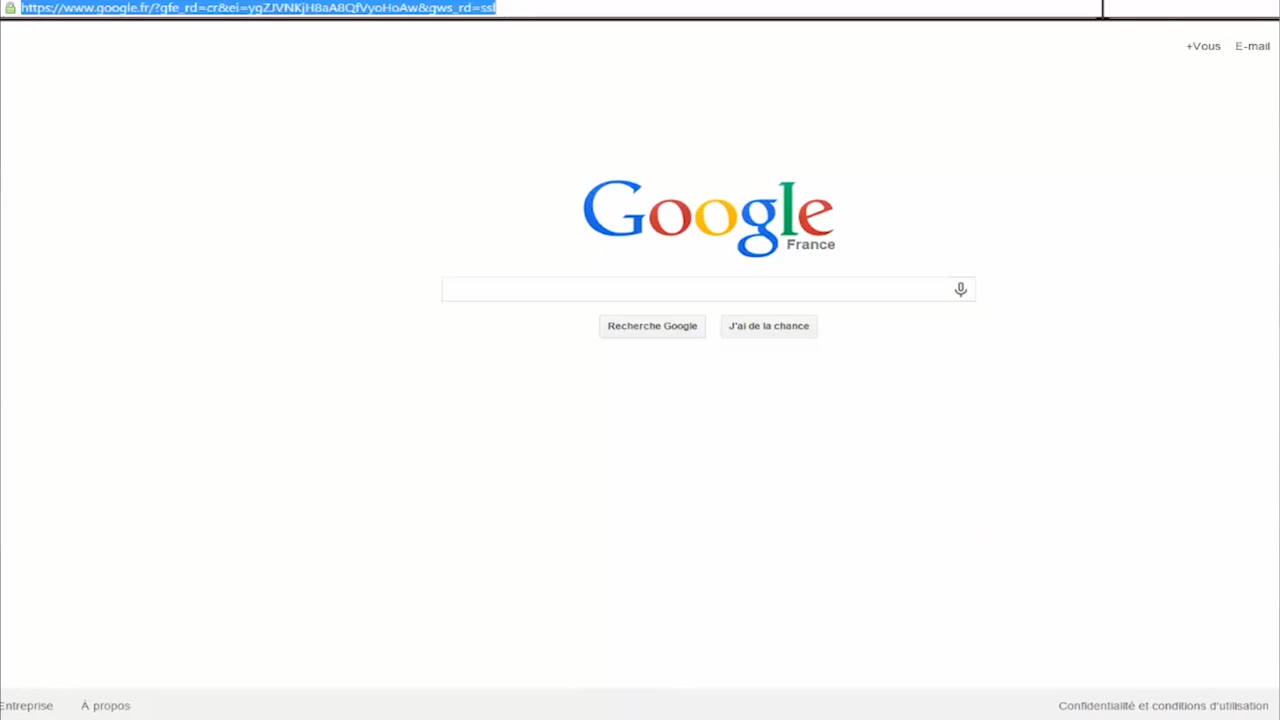 https://www.google.fr/?gfe_rd=cr&ei=ygZJVNKjH8aA8QfVyoHoAw&gws_rd=ssl
+Vous E-mail
Google
France
Recherche Google J'ai de la chance
Entreprise À propos Confidentialité et conditions d'utilisation